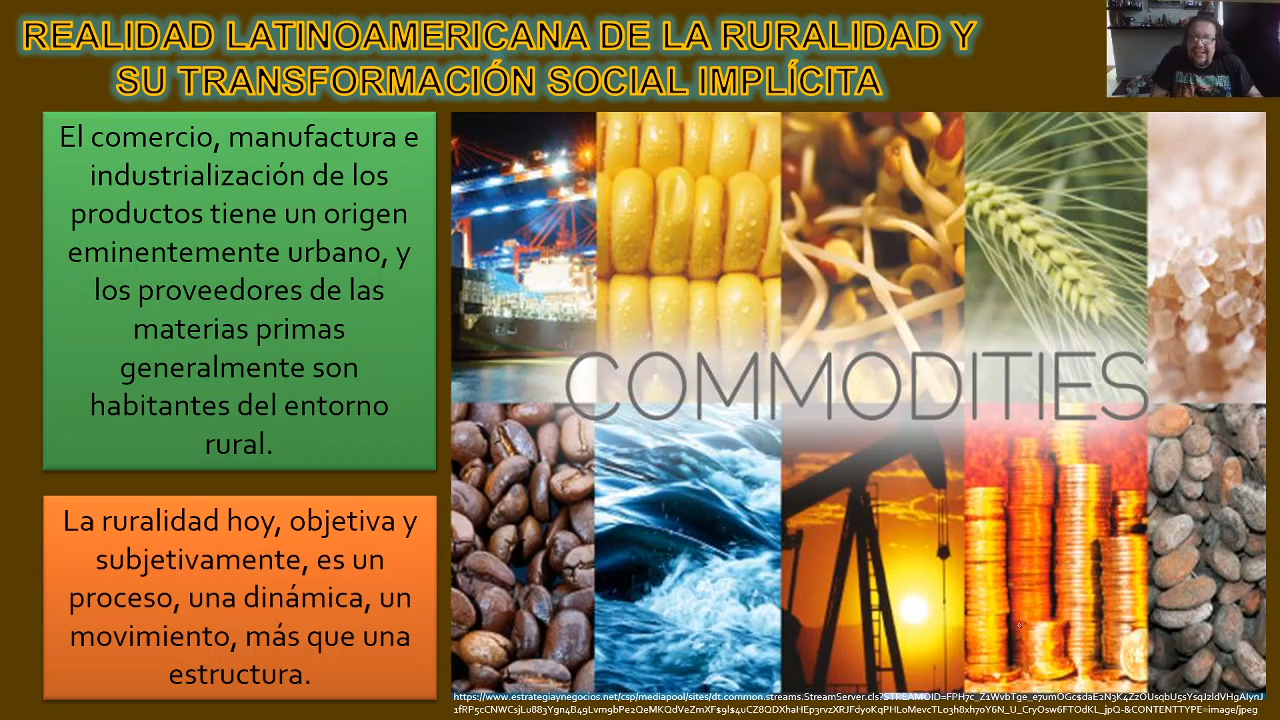 REALIDAD LATINOAMERICANA DE LA RURALIDAD Y
SU TRANSFORMACIÓN SOCIAL IMPLÍCITA
El comercio, manufactura e
industrialización de los
productos tiene un origen
eminentemente urbano, y
los proveedores de las
materias primas
generalmente son
habitantes del entorno
rural.
La ruralidad hoy, objetiva y
subjetivamente, es un
proceso, una dinámica, un
movimiento, más que una
estructura.
COMMODITIES